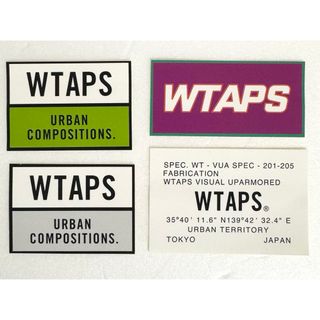 WTAPS
URBAN
COMPOSITIONS.
WTAPS
WTAPS
URBAN
COMPOSITIONS.
SPEC. WT - VUA SPEC - 201-205
FABRICATION
WTAPS VISUAL UPARMORED
WTAPS®
35°40' 11.6" N139°42' 32.4" E
URBAN TERRITORY
TOKYO JAPAN